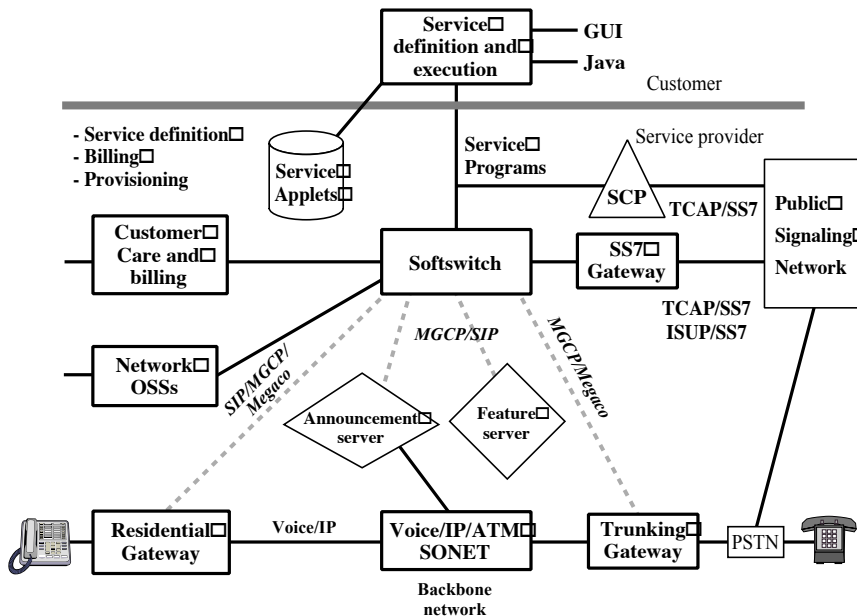 Service□
definition and□
execution
GUI
Java
Customer
- Service definition□
- Billing□
- Provisioning
Service□
Applets□
Service□
Programs
Service provider
SCP
TCAP/SS7
Public□
Signaling□
Network
Customer□
Care and□
billing
Softswitch
SS7□
Gateway
TCAP/SS7
ISUP/SS7
Network□
OSSs
SIP/MGCP/
Megaco
MGCP/SIP
MGCP/Megaco
Announcement□
server
Feature□
server
Residential□
Gateway
Voice/IP
Voice/IP/ATM□
SONET
Trunking□
Gateway
PSTN
Backbone
network